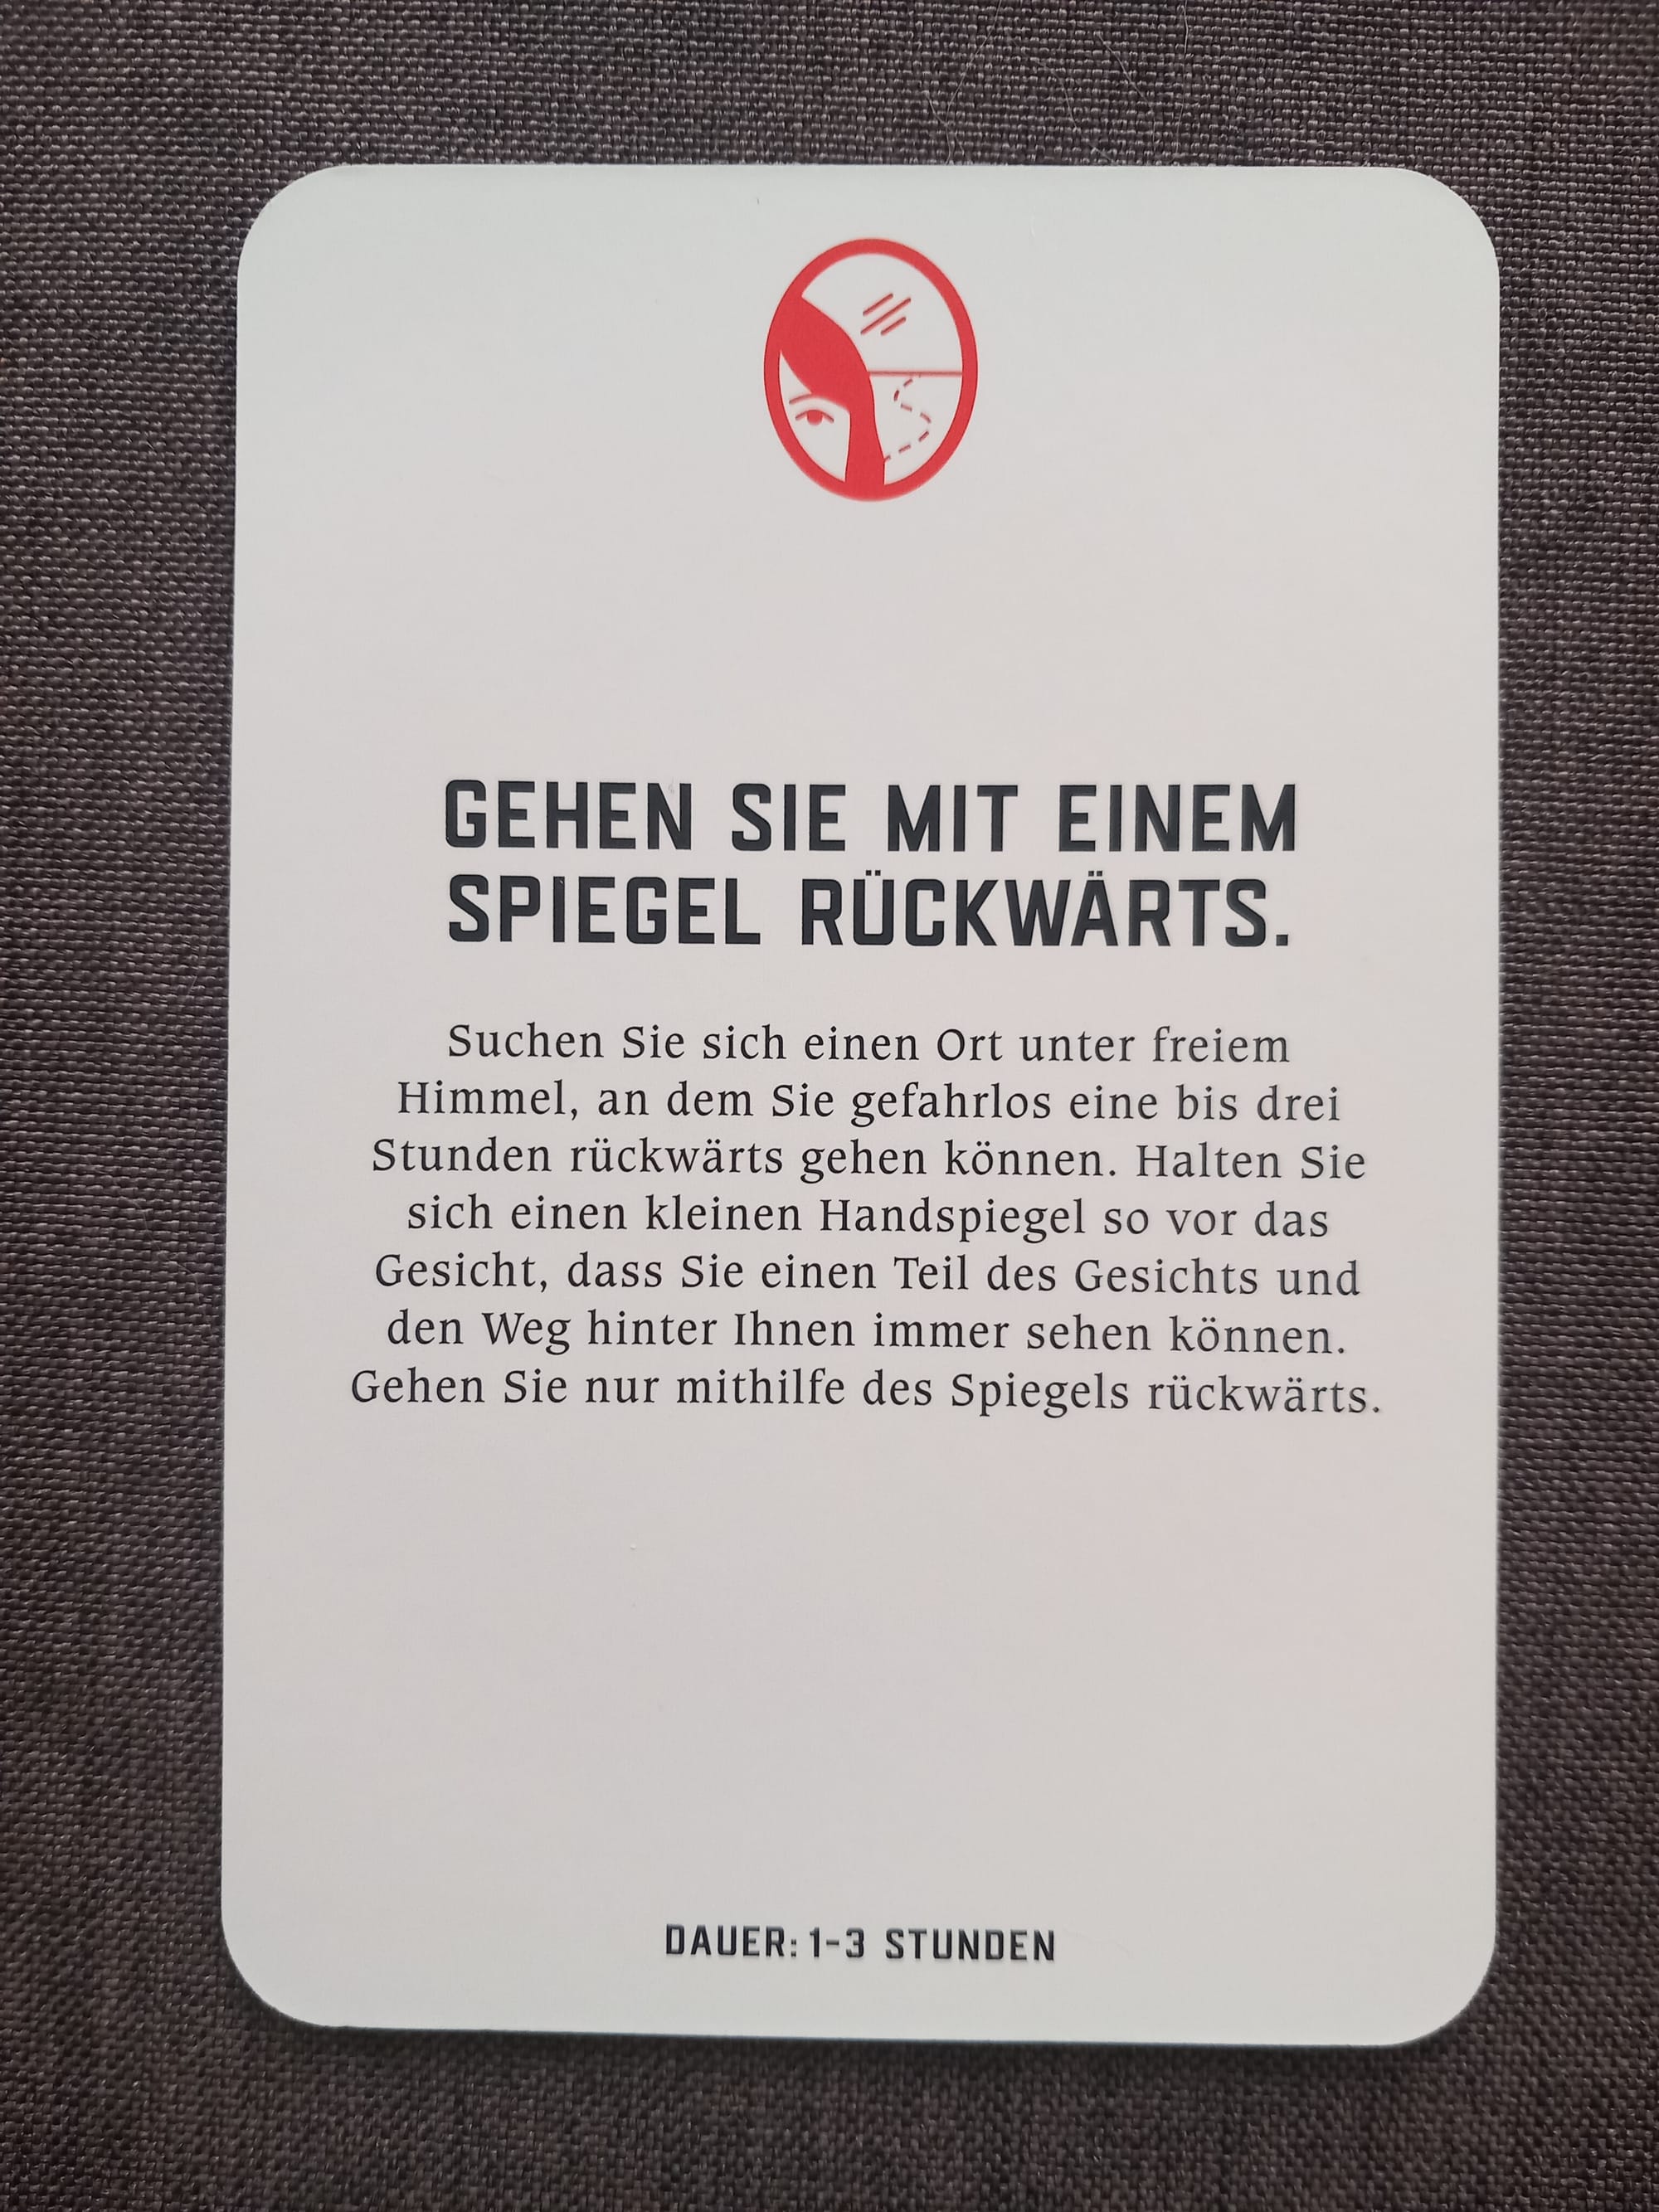 GEHEN SIE MIT EINEM
SPIEGEL RÜCKWÄRTS.
Suchen Sie sich einen Ort unter freiem
Himmel, an dem Sie gefahrlos eine bis drei
Stunden rückwärts gehen können. Halten Sie
sich einen kleinen Handspiegel so vor das
Gesicht, dass Sie einen Teil des Gesichts und
den Weg hinter Ihnen immer sehen können.
Gehen Sie nur mithilfe des Spiegels rückwärts.
DAUER: 1-3 STUNDEN